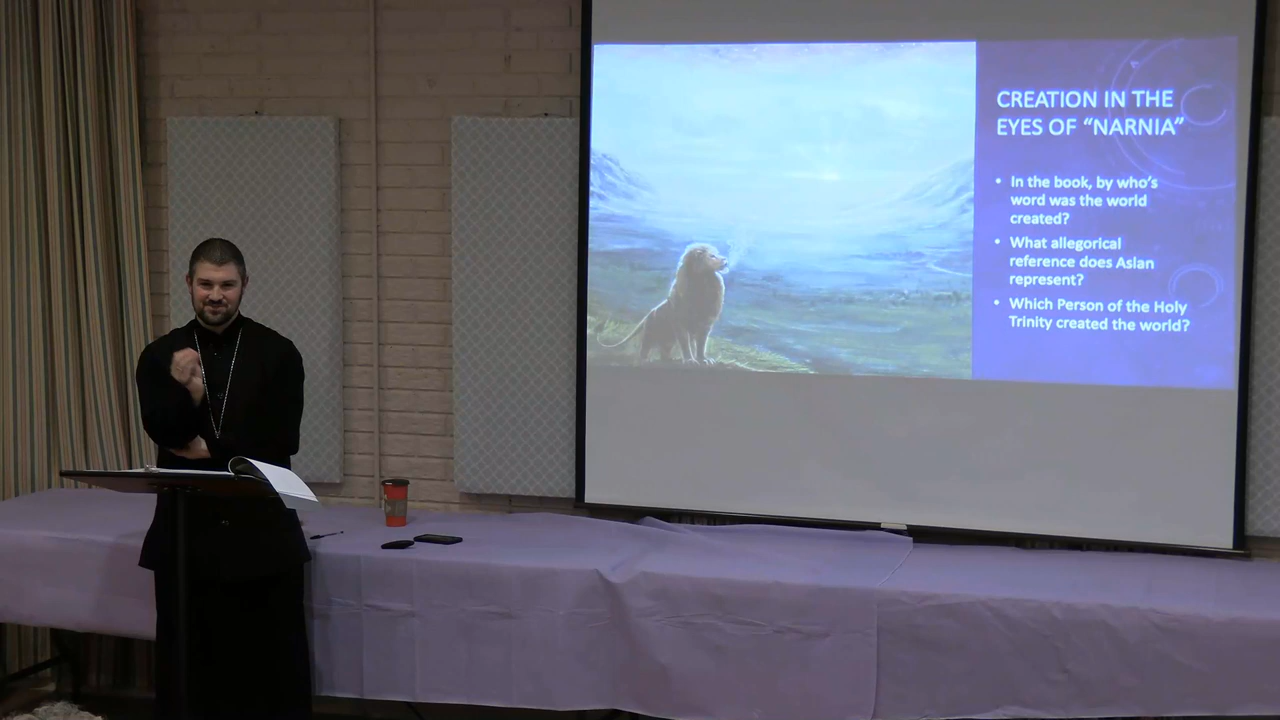 CREATION IN THE
EYES OF “NARNIA”
• In the book, by who's
word was the world
created?
• What allegorical
reference does Aslan
represent?
• Which Person of the Holy
Trinity created the world?